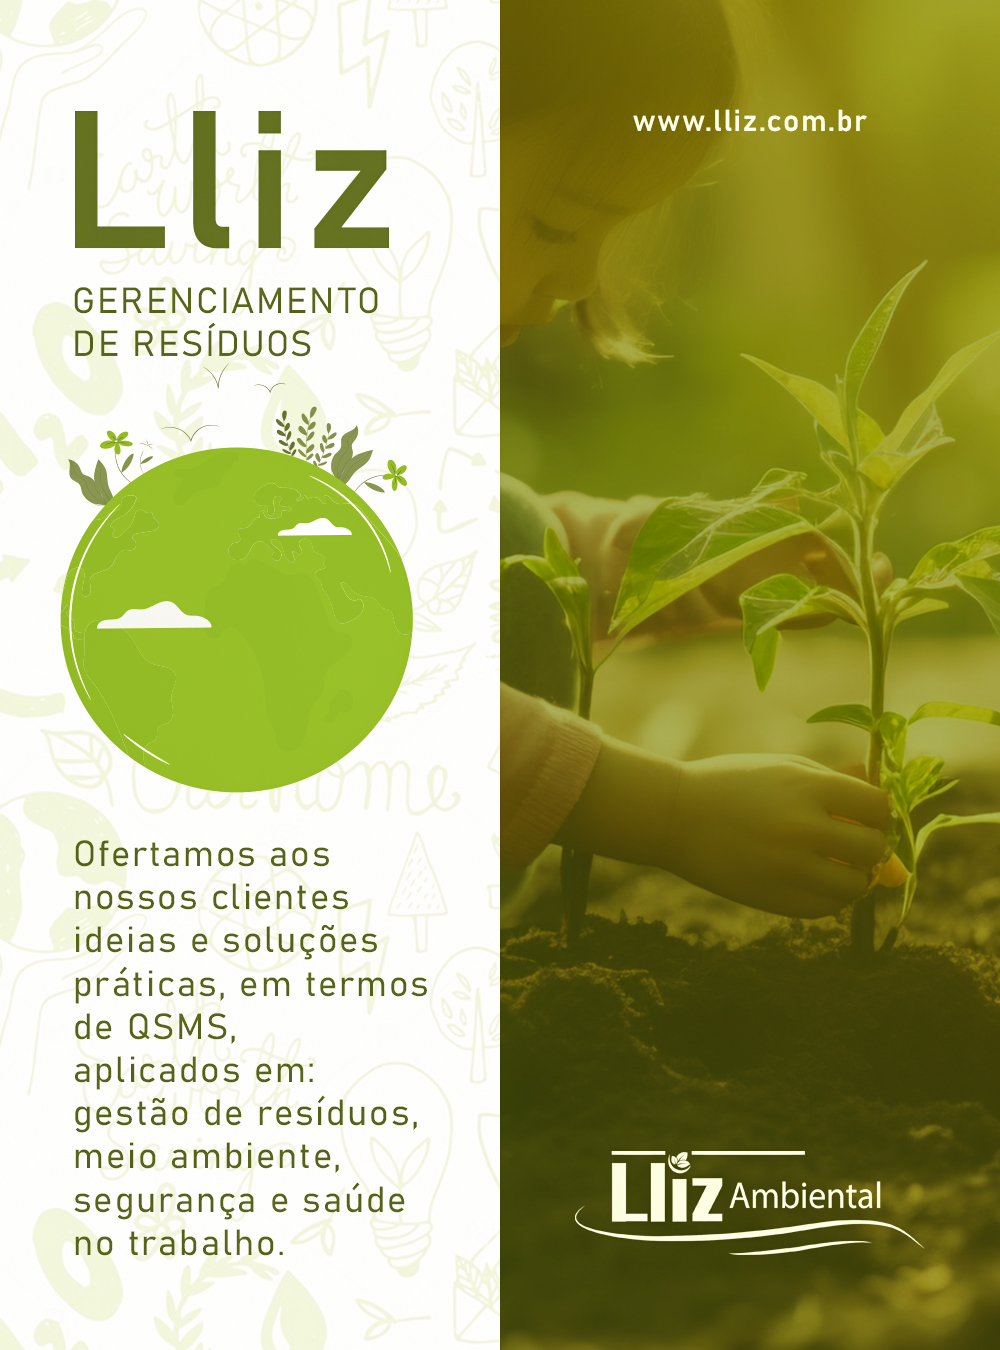 Lliz
GERENCIAMENTO
DE RESÍDUOS
Ofertamos aos
nossos clientes
ideias e soluções
práticas, em termos
de QSMS,
aplicados em:
gestão de resíduos,
meio ambiente,
segurança e saúde
no trabalho.
www.lliz.com.br
Lliz Ambiental